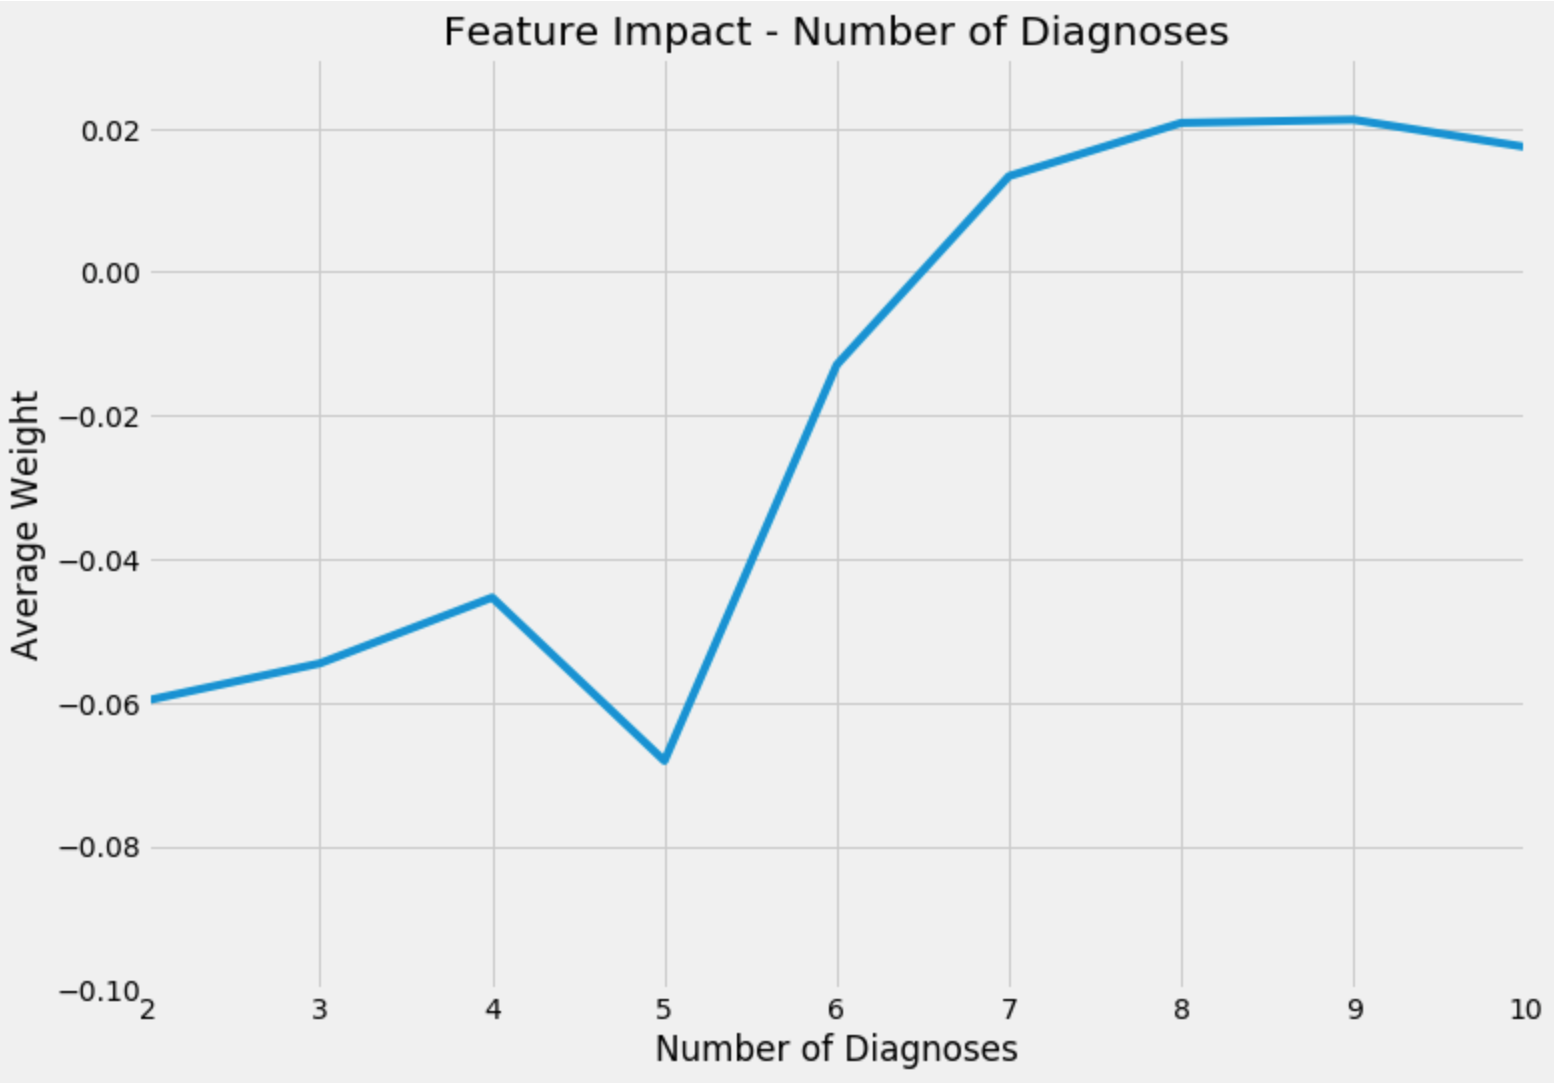 Feature Impact - Number of Diagnoses
0.02
0.00
−0.02
−0.04
−0.06
−0.08
−0.10
Average Weight
2 3 4 5 6 7 8 9 10
Number of Diagnoses